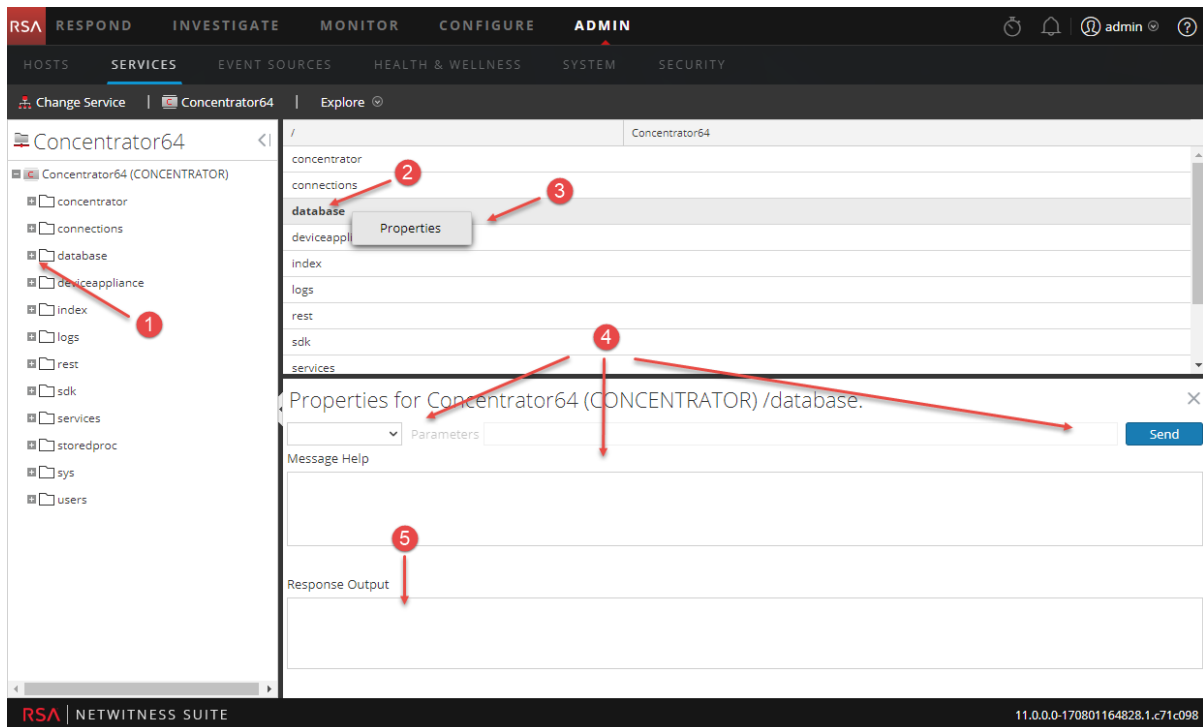 RSA RESPOND INVESTIGATE MONITOR CONFIGURE ADMIN admin ?
HOSTS SERVICES EVENT SOURCES HEALTH & WELLNESS SYSTEM SECURITY
Change Service | Concentrator64 | Explore
Concentrator64
Concentrator64 (CONCENTRATOR)
concentrator
connections
database
deviceappliance
index
logs
rest
sdk
services
storedproc
sys
users
1
/ Concentrator64
concentrator
connections
database
deviceappli
index
logs
rest
sdk
services
2
3
Properties
4
Properties for Concentrator64 (CONCENTRATOR) /database.
Parameters Send
Message Help
5
Response Output
RSA | NETWITNESS SUITE 11.0.0.0-170801164828.1.c71c098